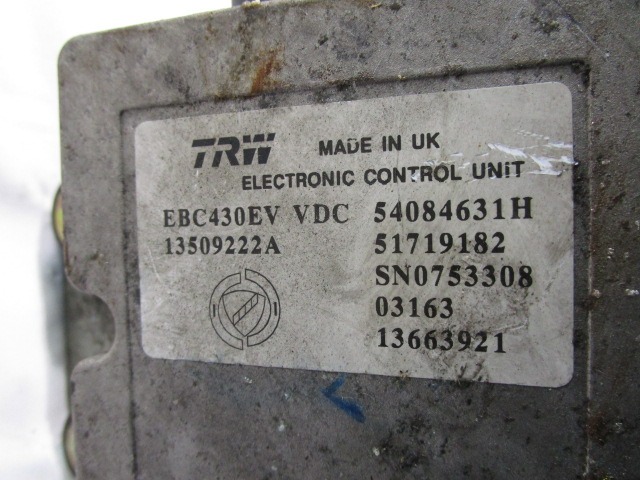 TRW MADE IN UK
ELECTRONIC CONTROL UNIT
EBC430EV VDC 54084631H
13509222A 51719182
SN0753308
03163
13663921